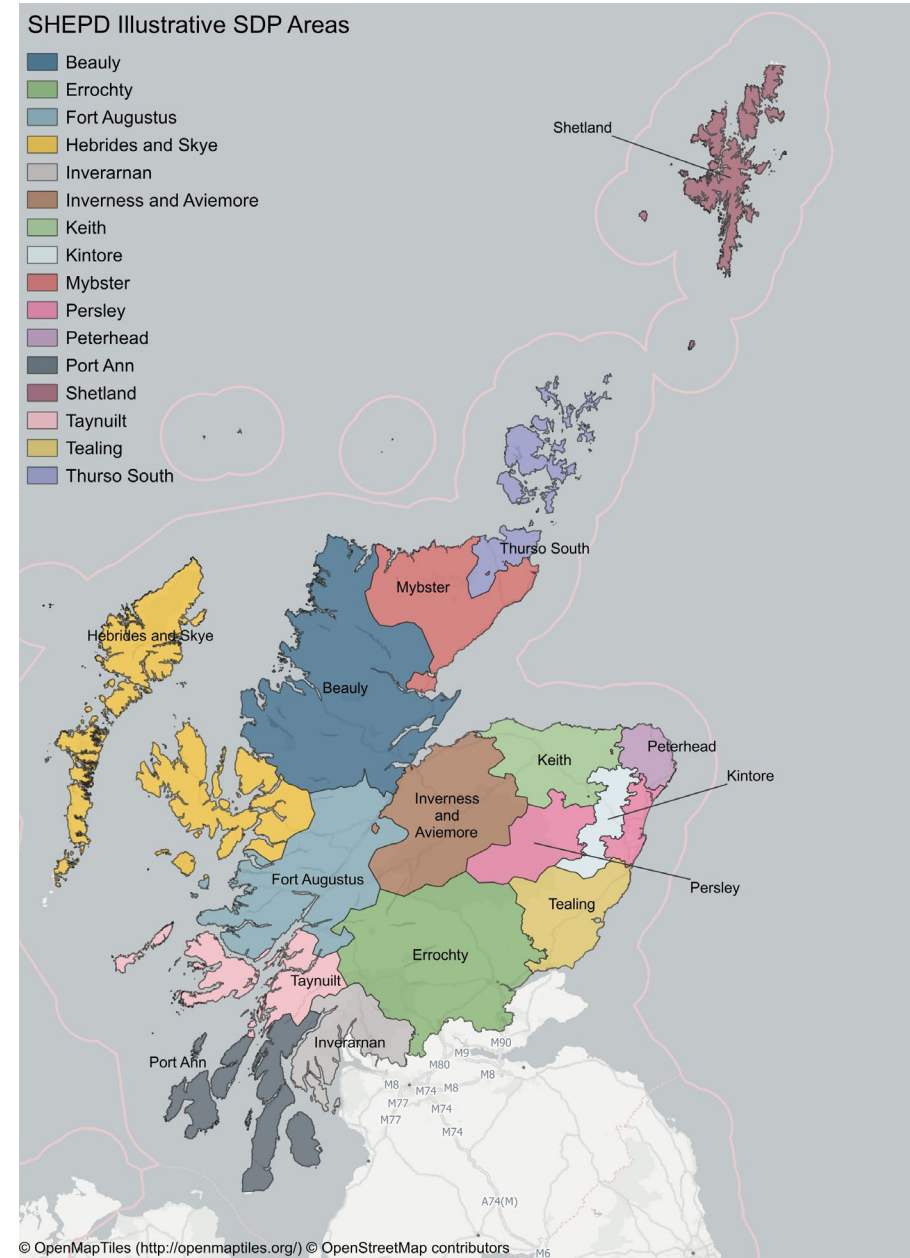 SHEPD Illustrative SDP Areas
Beauly
Errochty
Fort Augustus
Hebrides and Skye
Inverarnan
Inverness and Aviemore
Keith
Kintore
Mybster
Persley
Peterhead
Port Ann
Shetland
Taynuilt
Tealing
Thurso South
Shetland
Thurso South
Mybster
Hebrides and Skye
Beauly
Keith
Peterhead
Kintore
Inverness
and
Aviemore
Fort Augustus
Persley
Tealing
Errochty
Taynuilt
Inverarnan
Port Ann
M90
M9
M80
M8
M8
M74
M8
M77
M74
M77
M74
A74(M)
M6
© OpenMapTiles (http://openmaptiles.org/) © OpenStreetMap contributors